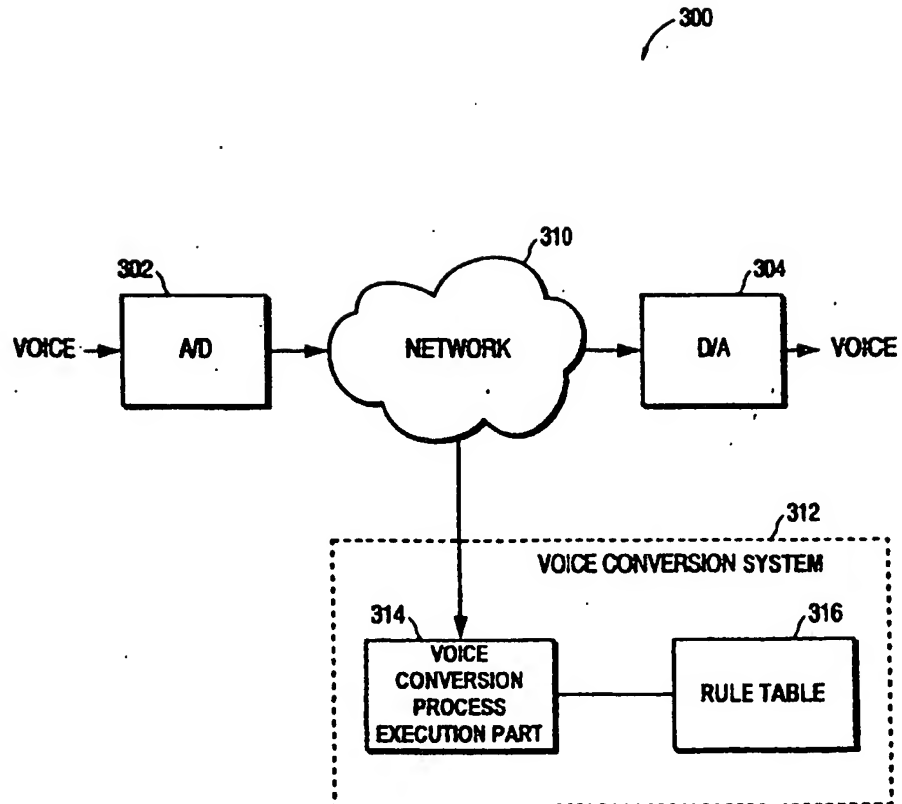 300
310
302
304
VOICE
A/D
NETWORK
D/A
VOICE
312
VOICE CONVERSION SYSTEM
314
316
VOICE
CONVERSION
PROCESS
EXECUTION PART
RULE TABLE